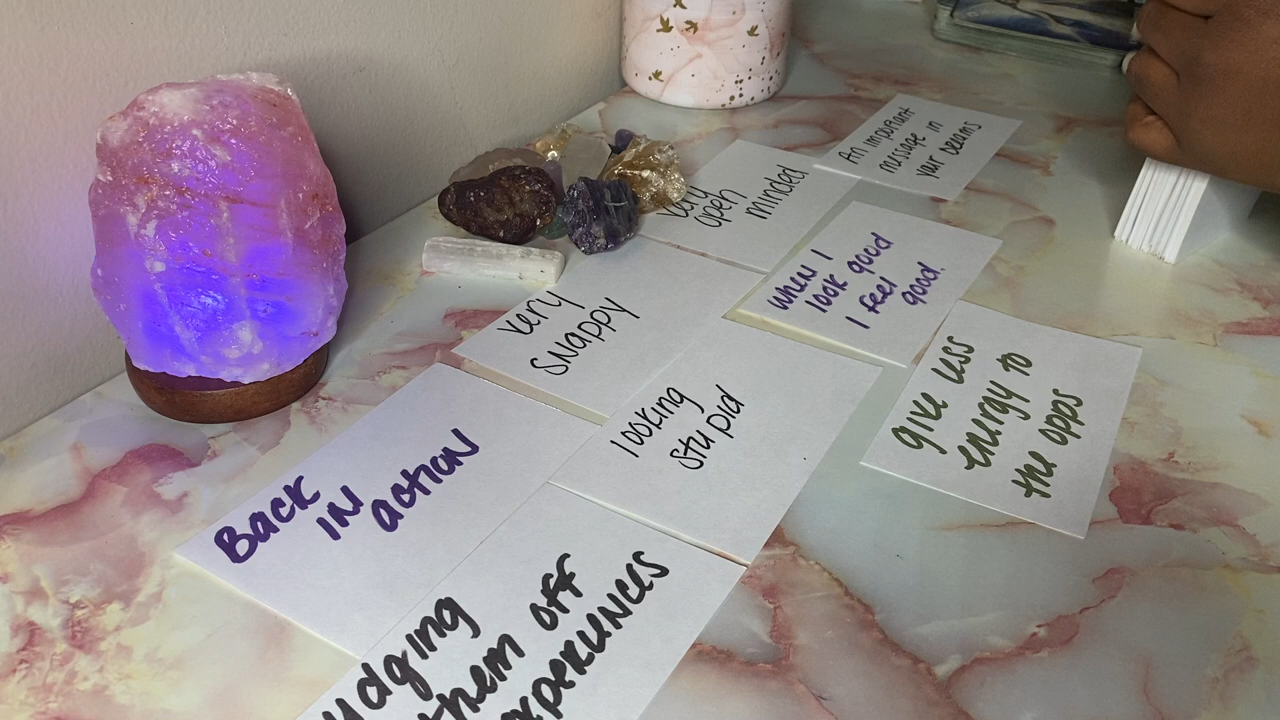 An important
message in
your dreams
very
open
minded
when I
look good
I feel
good.
very
snappy
give less
energy to
the opps
looking
stupid
Back
IN
action
them off